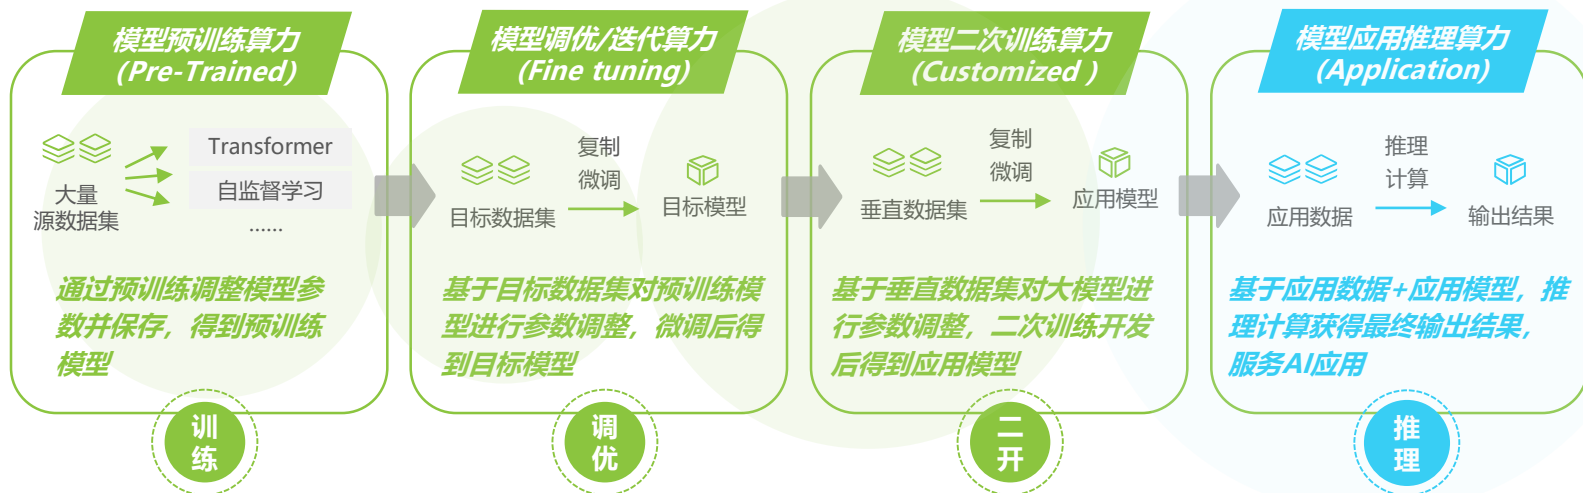 模型预训练算力
(Pre-Trained)
大量
源数据集
Transformer
自监督学习
......
通过预训练调整模型参
数并保存，得到预训练
模型
训
练
模型调优/迭代算力
(Fine tuning)
目标数据集
复制
微调
目标模型
基于目标数据集对预训练模
型进行参数调整，微调后得
到目标模型
调
优
模型二次训练算力
(Customized )
垂直数据集
复制
微调
应用模型
基于垂直数据集对大模型进
行参数调整，二次训练开发
后得到应用模型
二
开
模型应用推理算力
(Application)
应用数据
推理
计算
输出结果
基于应用数据+应用模型，推
理计算获得最终输出结果，
服务AI应用
推
理